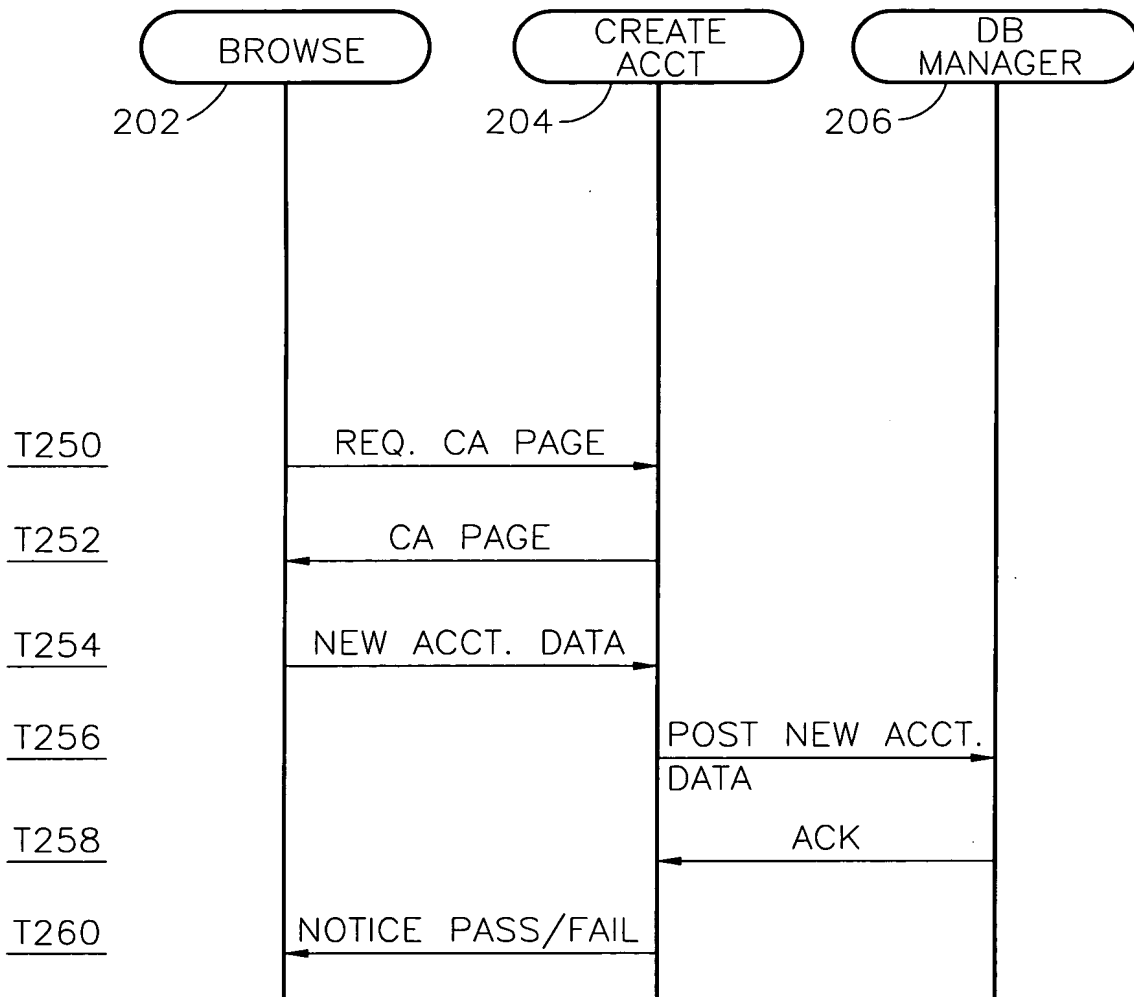 BROWSE
CREATE
ACCT
DB
MANAGER
202
204
206
T250
REQ. CA PAGE
T252
CA PAGE
T254
NEW ACCT. DATA
T256
POST NEW ACCT.
DATA
T258
ACK
T260
NOTICE PASS/FAIL